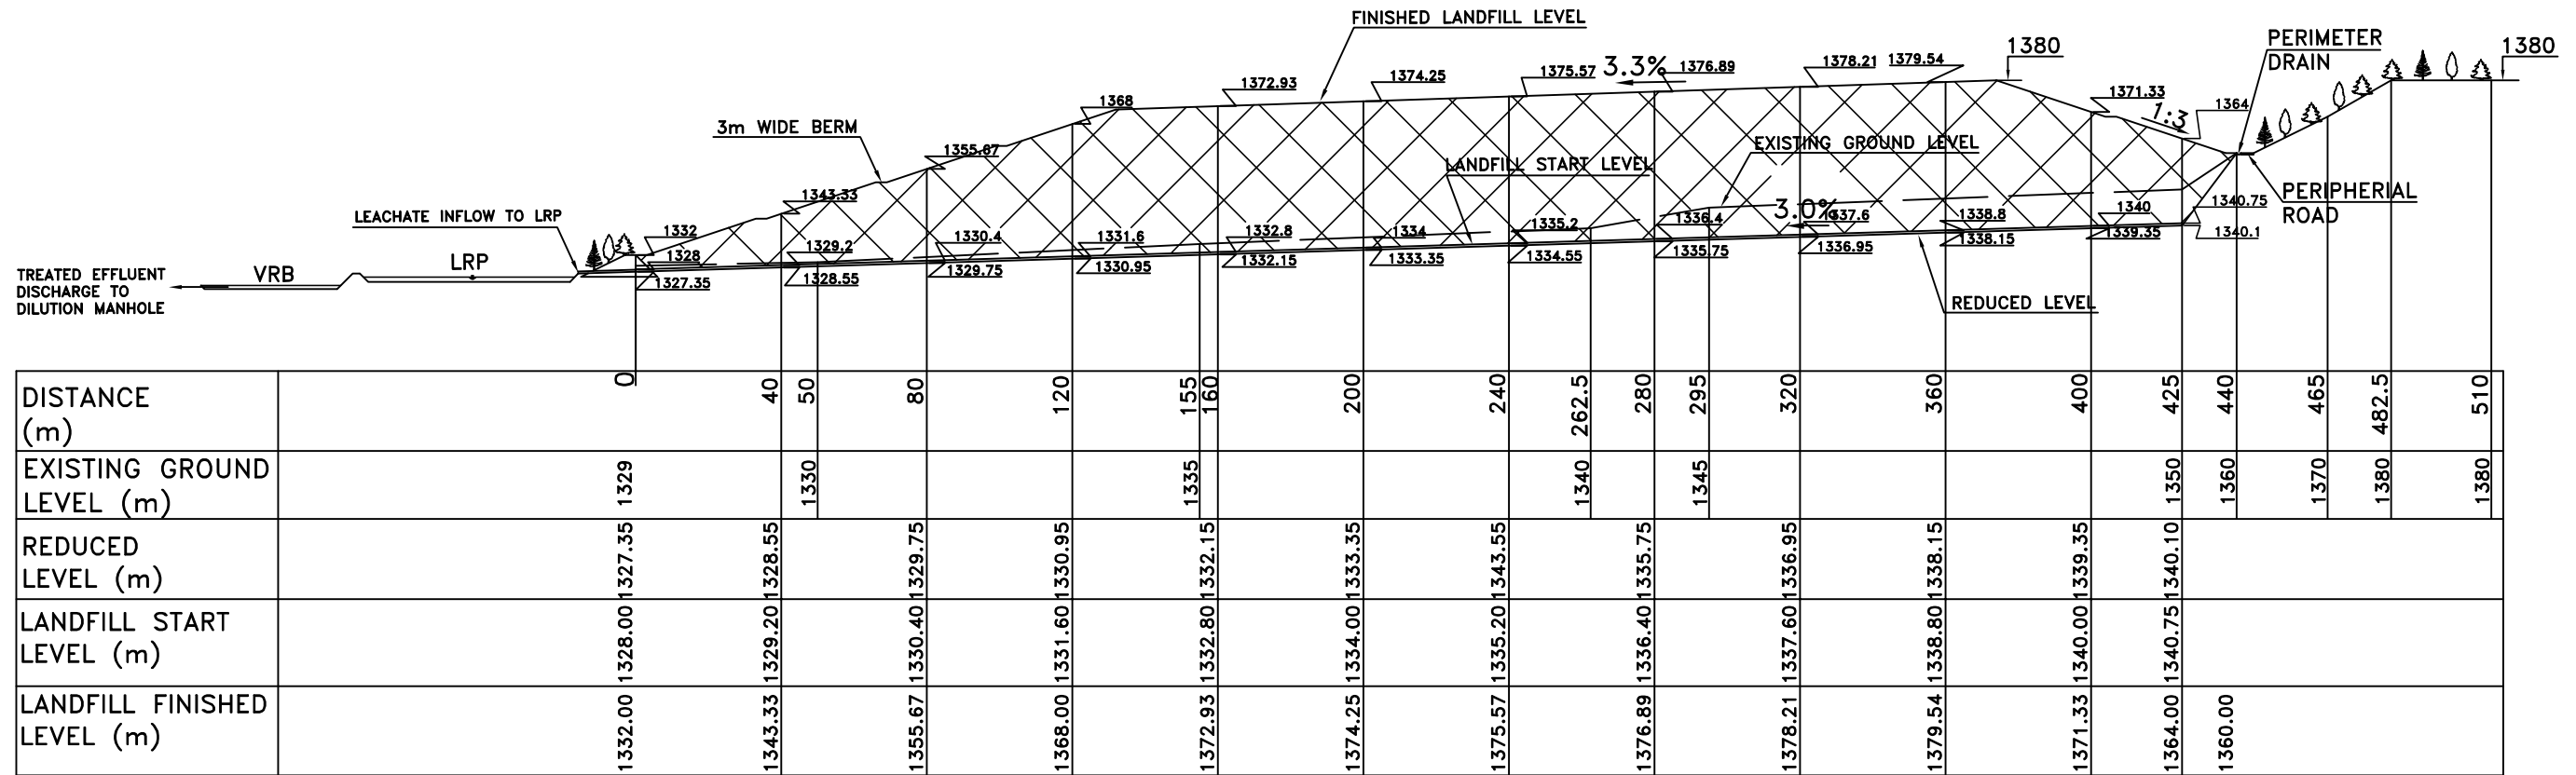 FINISHED LANDFILL LEVEL
1380
PERIMETER
DRAIN
1380
1372.93
1374.25
1375.57
3.3%
1376.89
1378.21
1379.54
1368
1371.33
1:3
1364
3m WIDE BERM
1355.67
EXISTING GROUND LEVEL
LANDFILL START LEVEL
1343.33
PERIPHERIAL
ROAD
LEACHATE INFLOW TO LRP
1332
1328
1329.2
1330.4
1331.6
1332.8
1334
1335.2
1336.4
3.0%
1337.6
1338.8
1340
1340.75
1327.35
1328.55
1329.75
1330.95
1332.15
1333.35
1334.55
1335.75
1336.95
1338.15
1339.35
1340.1
TREATED EFFLUENT
DISCHARGE TO
DILUTION MANHOLE
VRB
LRP
REDUCED LEVEL
DISTANCE
(m)
0 40 50 80 120 155 160 200 240 262.5 280 295 320 360 400 425 440 465 482.5 510
EXISTING GROUND
LEVEL (m)
1329 1330 1335 1340 1345 1350 1360 1370 1380 1380
REDUCED
LEVEL (m)
1327.35 1328.55 1329.75 1330.95 1332.15 1333.35 1343.55 1335.75 1336.95 1338.15 1339.35 1340.10
LANDFILL START
LEVEL (m)
1328.00 1329.20 1330.40 1331.60 1332.80 1334.00 1335.20 1336.40 1337.60 1338.80 1340.00 1340.75
LANDFILL FINISHED
LEVEL (m)
1332.00 1343.33 1355.67 1368.00 1372.93 1374.25 1375.57 1376.89 1378.21 1379.54 1371.33 1364.00 1360.00